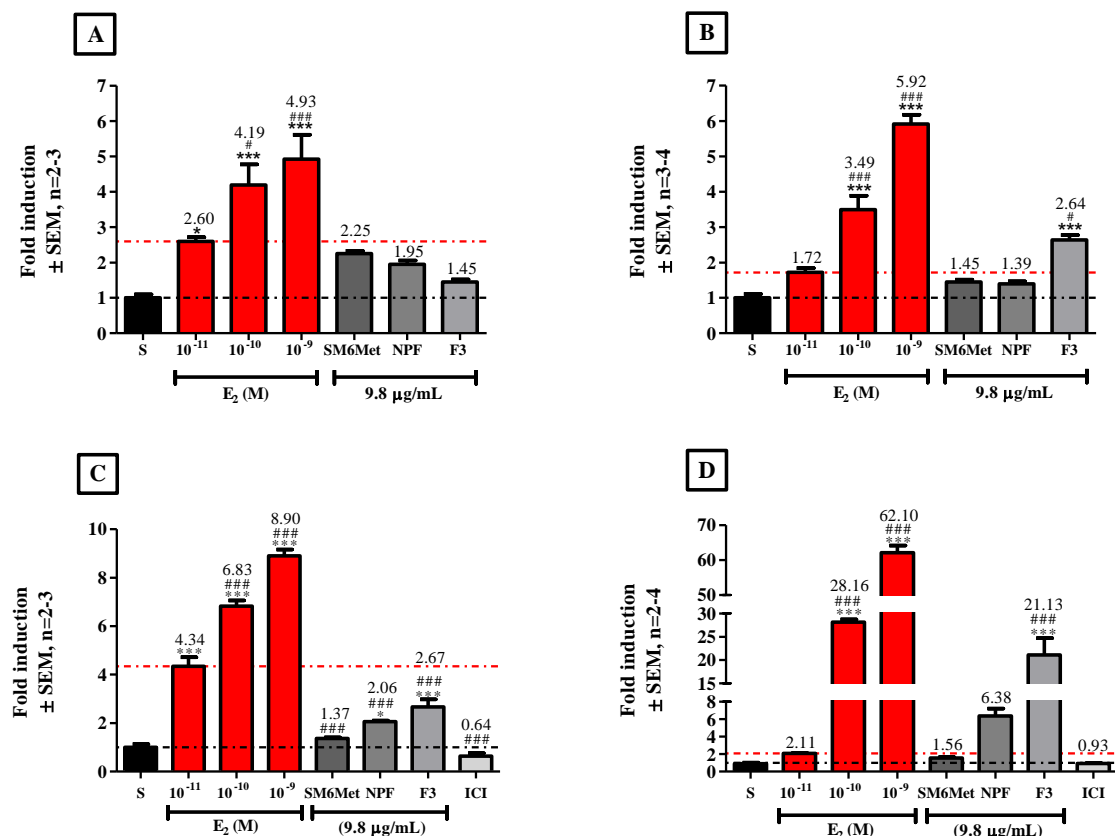 A
Fold induction
± SEM, n=2-3
7
6
5
4
3
2
1
0
2.60
*
4.19
#
***
4.93
###
***
2.25
1.95
1.45
S
10⁻¹¹
10⁻¹⁰
10⁻⁹
SM6Met
NPF
F3
E₂ (M)
9.8 µg/mL
B
Fold induction
± SEM, n=3-4
7
6
5
4
3
2
1
0
1.72
3.49
###
***
5.92
###
***
1.45
1.39
2.64
#
***
S
10⁻¹¹
10⁻¹⁰
10⁻⁹
SM6Met
NPF
F3
E₂ (M)
9.8 µg/mL
C
Fold induction
± SEM, n=2-3
10
8
6
4
2
0
4.34
***
6.83
###
***
8.90
###
***
1.37
###
2.06
###
*
2.67
###
***
0.64
###
S
10⁻¹¹
10⁻¹⁰
10⁻⁹
SM6Met
NPF
F3
ICI
E₂ (M)
(9.8 µg/mL)
D
Fold induction
± SEM, n=2-4
70
60
50
30
25
20
15
8
6
4
2
0
2.11
28.16
###
***
62.10
###
***
1.56
6.38
21.13
###
***
0.93
S
10⁻¹¹
10⁻¹⁰
10⁻⁹
SM6Met
NPF
F3
ICI
E₂ (M)
(9.8 µg/mL)